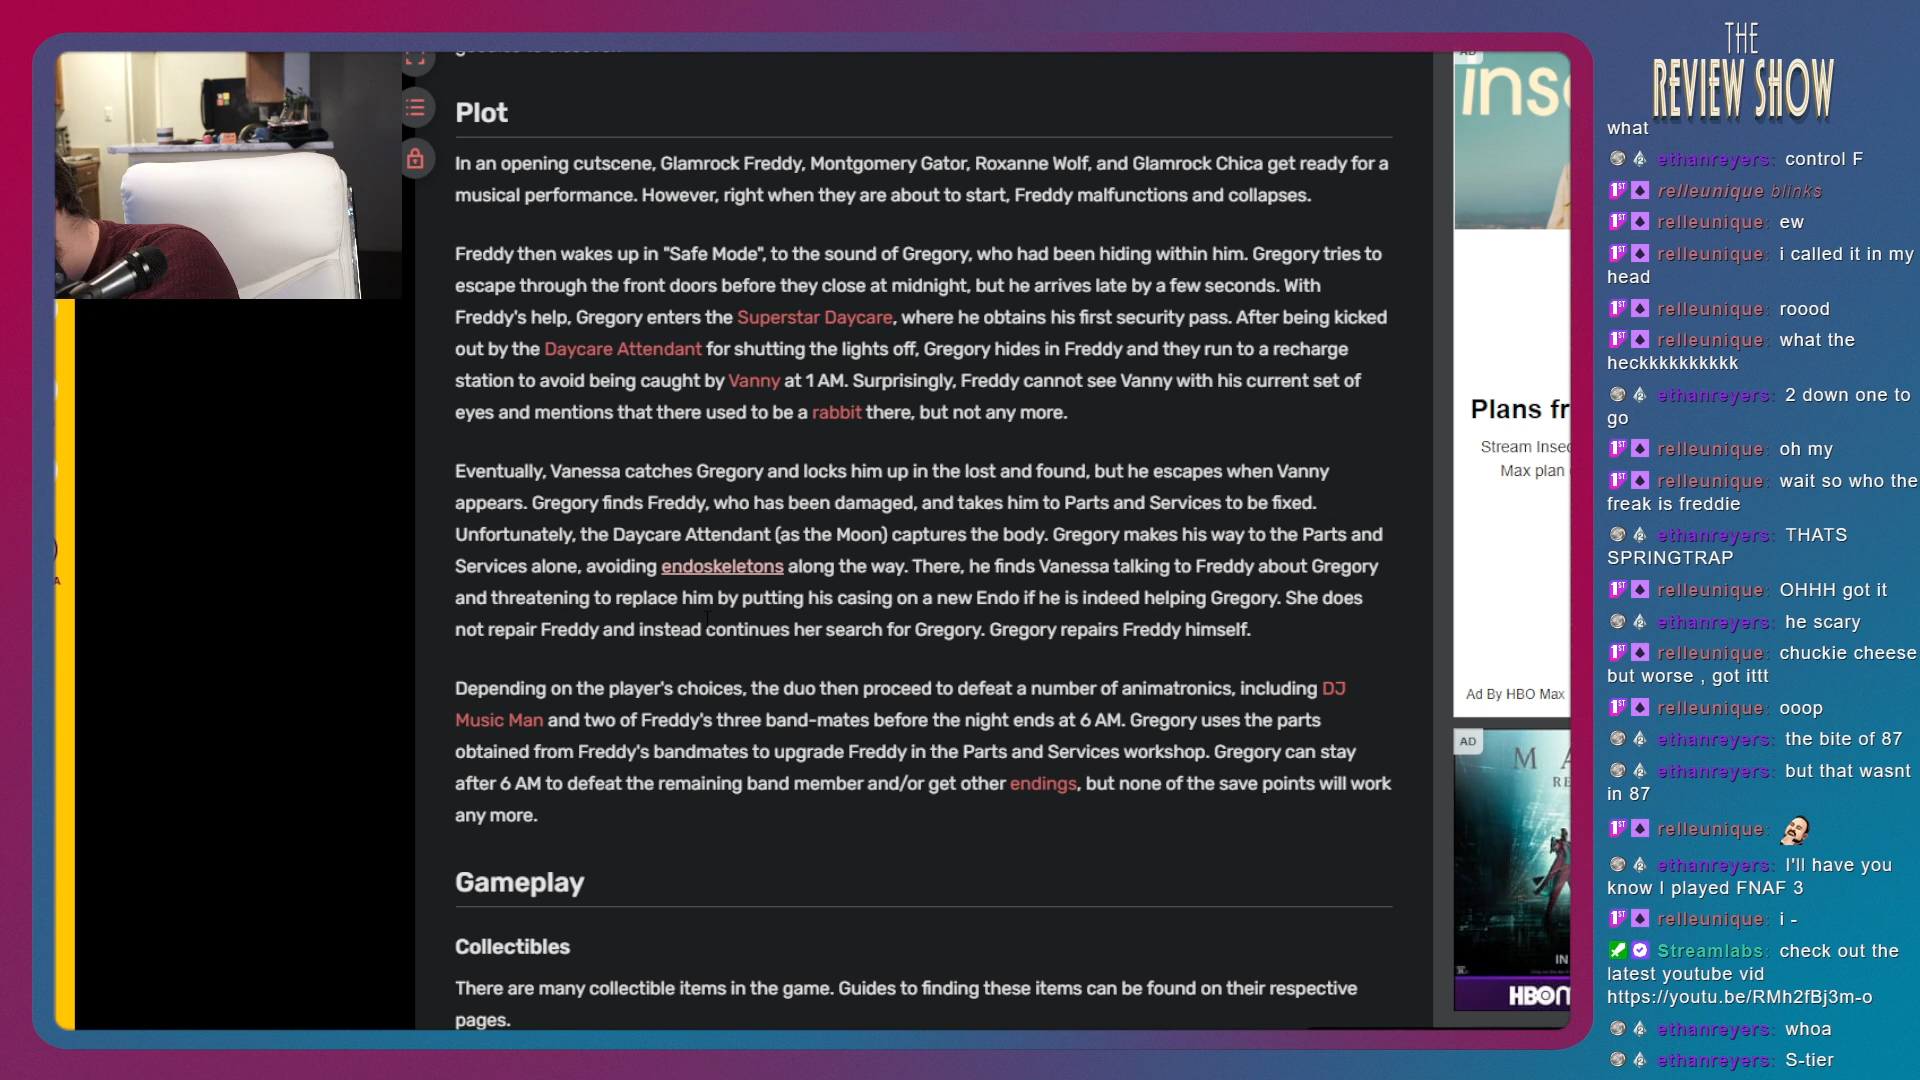 Plot
In an opening cutscene, Glamrock Freddy, Montgomery Gator, Roxanne Wolf, and Glamrock Chica get ready for a
musical performance. However, right when they are about to start, Freddy malfunctions and collapses.
Freddy then wakes up in "Safe Mode", to the sound of Gregory, who had been hiding within him. Gregory tries to
escape through the front doors before they close at midnight, but he arrives late by a few seconds. With
Freddy's help, Gregory enters the Superstar Daycare, where he obtains his first security pass. After being kicked
out by the Daycare Attendant for shutting the lights off, Gregory hides in Freddy and they run to a recharge
station to avoid being caught by Vanny at 1 AM. Surprisingly, Freddy cannot see Vanny with his current set of
eyes and mentions that there used to be a rabbit there, but not any more.
Eventually, Vanessa catches Gregory and locks him up in the lost and found, but he escapes when Vanny
appears. Gregory finds Freddy, who has been damaged, and takes him to Parts and Services to be fixed.
Unfortunately, the Daycare Attendant (as the Moon) captures the body. Gregory makes his way to the Parts and
Services alone, avoiding endoskeletons along the way. There, he finds Vanessa talking to Freddy about Gregory
and threatening to replace him by putting his casing on a new Endo if he is indeed helping Gregory. She does
not repair Freddy and instead continues her search for Gregory. Gregory repairs Freddy himself.
Depending on the player's choices, the duo then proceed to defeat a number of animatronics, including DJ
Music Man and two of Freddy's three band-mates before the night ends at 6 AM. Gregory uses the parts
obtained from Freddy's bandmates to upgrade Freddy in the Parts and Services workshop. Gregory can stay
after 6 AM to defeat the remaining band member and/or get other endings, but none of the save points will work
any more.
Gameplay
Collectibles
There are many collectible items in the game. Guides to finding these items can be found on their respective
pages.
A
AD
inse
Plans fr
Stream Insec
Max plan
Ad By HBO Max
AD
M A
RE
IN
HBO M
THE
REVIEW SHOW
what
ethanreyers: control F
relleunique blinks
relleunique: ew
relleunique: i called it in my
head
relleunique: roood
relleunique: what the
heckkkkkkkkkk
ethanreyers: 2 down one to
go
relleunique: oh my
relleunique: wait so who the
freak is freddie
ethanreyers: THATS
SPRINGTRAP
relleunique: OHHH got it
ethanreyers: he scary
relleunique: chuckie cheese
but worse , got ittt
relleunique: ooop
ethanreyers: the bite of 87
ethanreyers: but that wasnt
in 87
relleunique:
ethanreyers: I'll have you
know I played FNAF 3
relleunique: i -
Streamlabs: check out the
latest youtube vid
https://youtu.be/RMh2fBj3m-o
ethanreyers: whoa
ethanreyers: S-tier